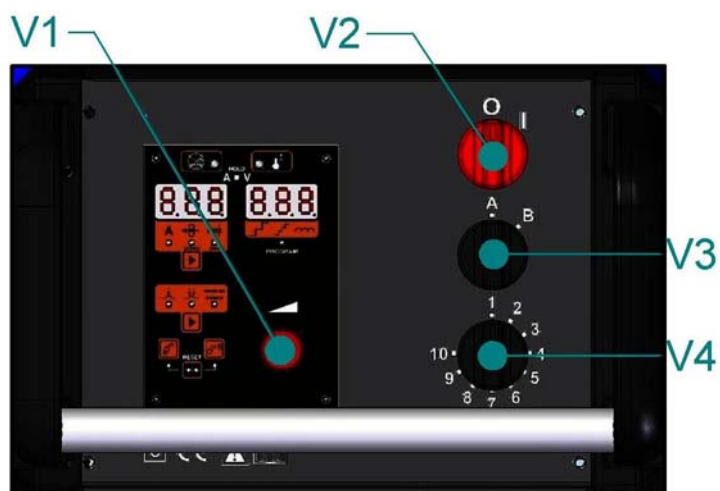 V1
V2
O I
HOLD
A V
8.8.8. 8.8.8.
A
PROGRAM
A B
V3
1
2
3
10 4
V4
9 5
8 7 6
RESET
CE